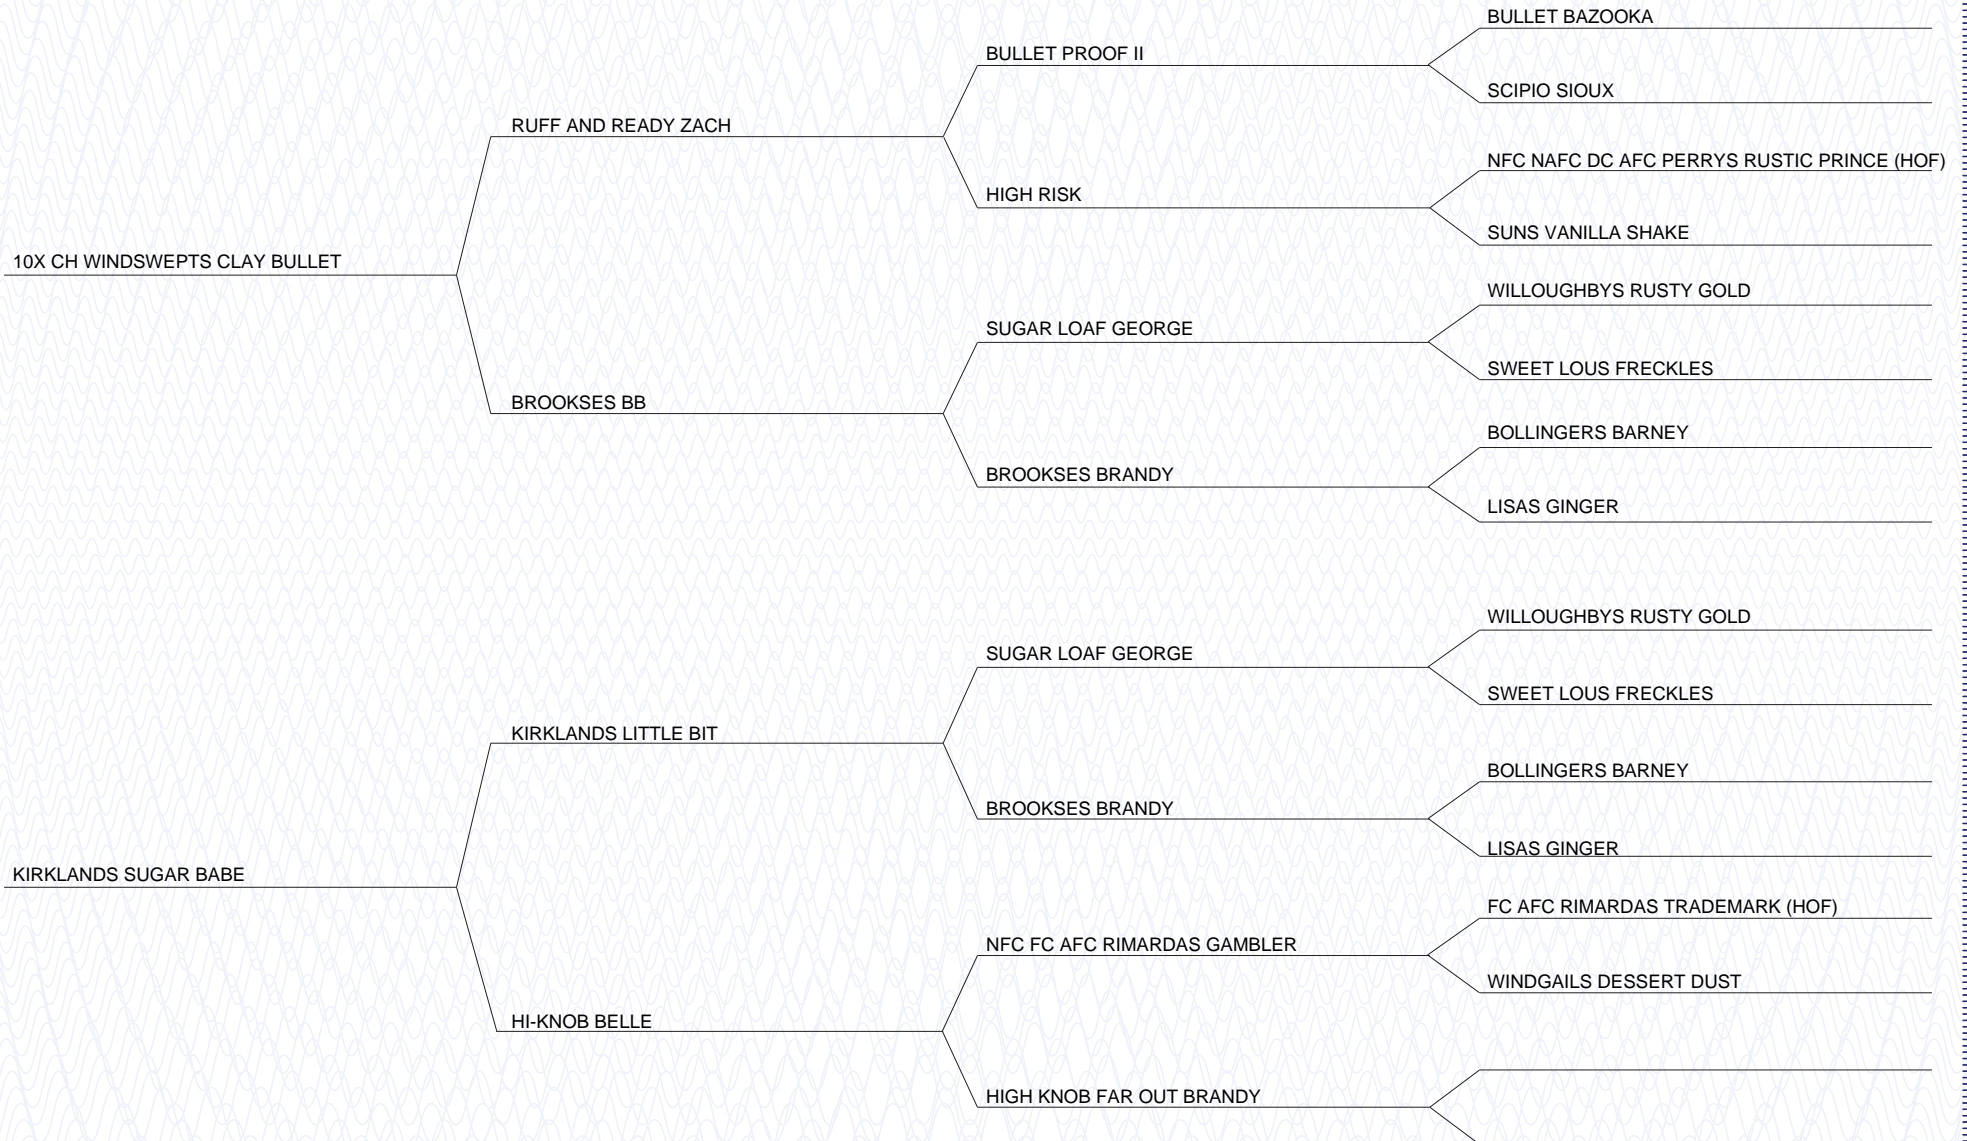 BULLET BAZOOKA
BULLET PROOF II
SCIPIO SIOUX
RUFF AND READY ZACH
NFC NAFC DC AFC PERRYS RUSTIC PRINCE (HOF)
HIGH RISK
SUNS VANILLA SHAKE
10X CH WINDSWEPTS CLAY BULLET
WILLOUGHBYS RUSTY GOLD
SUGAR LOAF GEORGE
SWEET LOUS FRECKLES
BROOKSES BB
BOLLINGERS BARNEY
BROOKSES BRANDY
LISAS GINGER
WILLOUGHBYS RUSTY GOLD
SUGAR LOAF GEORGE
SWEET LOUS FRECKLES
KIRKLANDS LITTLE BIT
BOLLINGERS BARNEY
BROOKSES BRANDY
LISAS GINGER
KIRKLANDS SUGAR BABE
FC AFC RIMARDAS TRADEMARK (HOF)
NFC FC AFC RIMARDAS GAMBLER
WINDGAILS DESSERT DUST
HI-KNOB BELLE
HIGH KNOB FAR OUT BRANDY